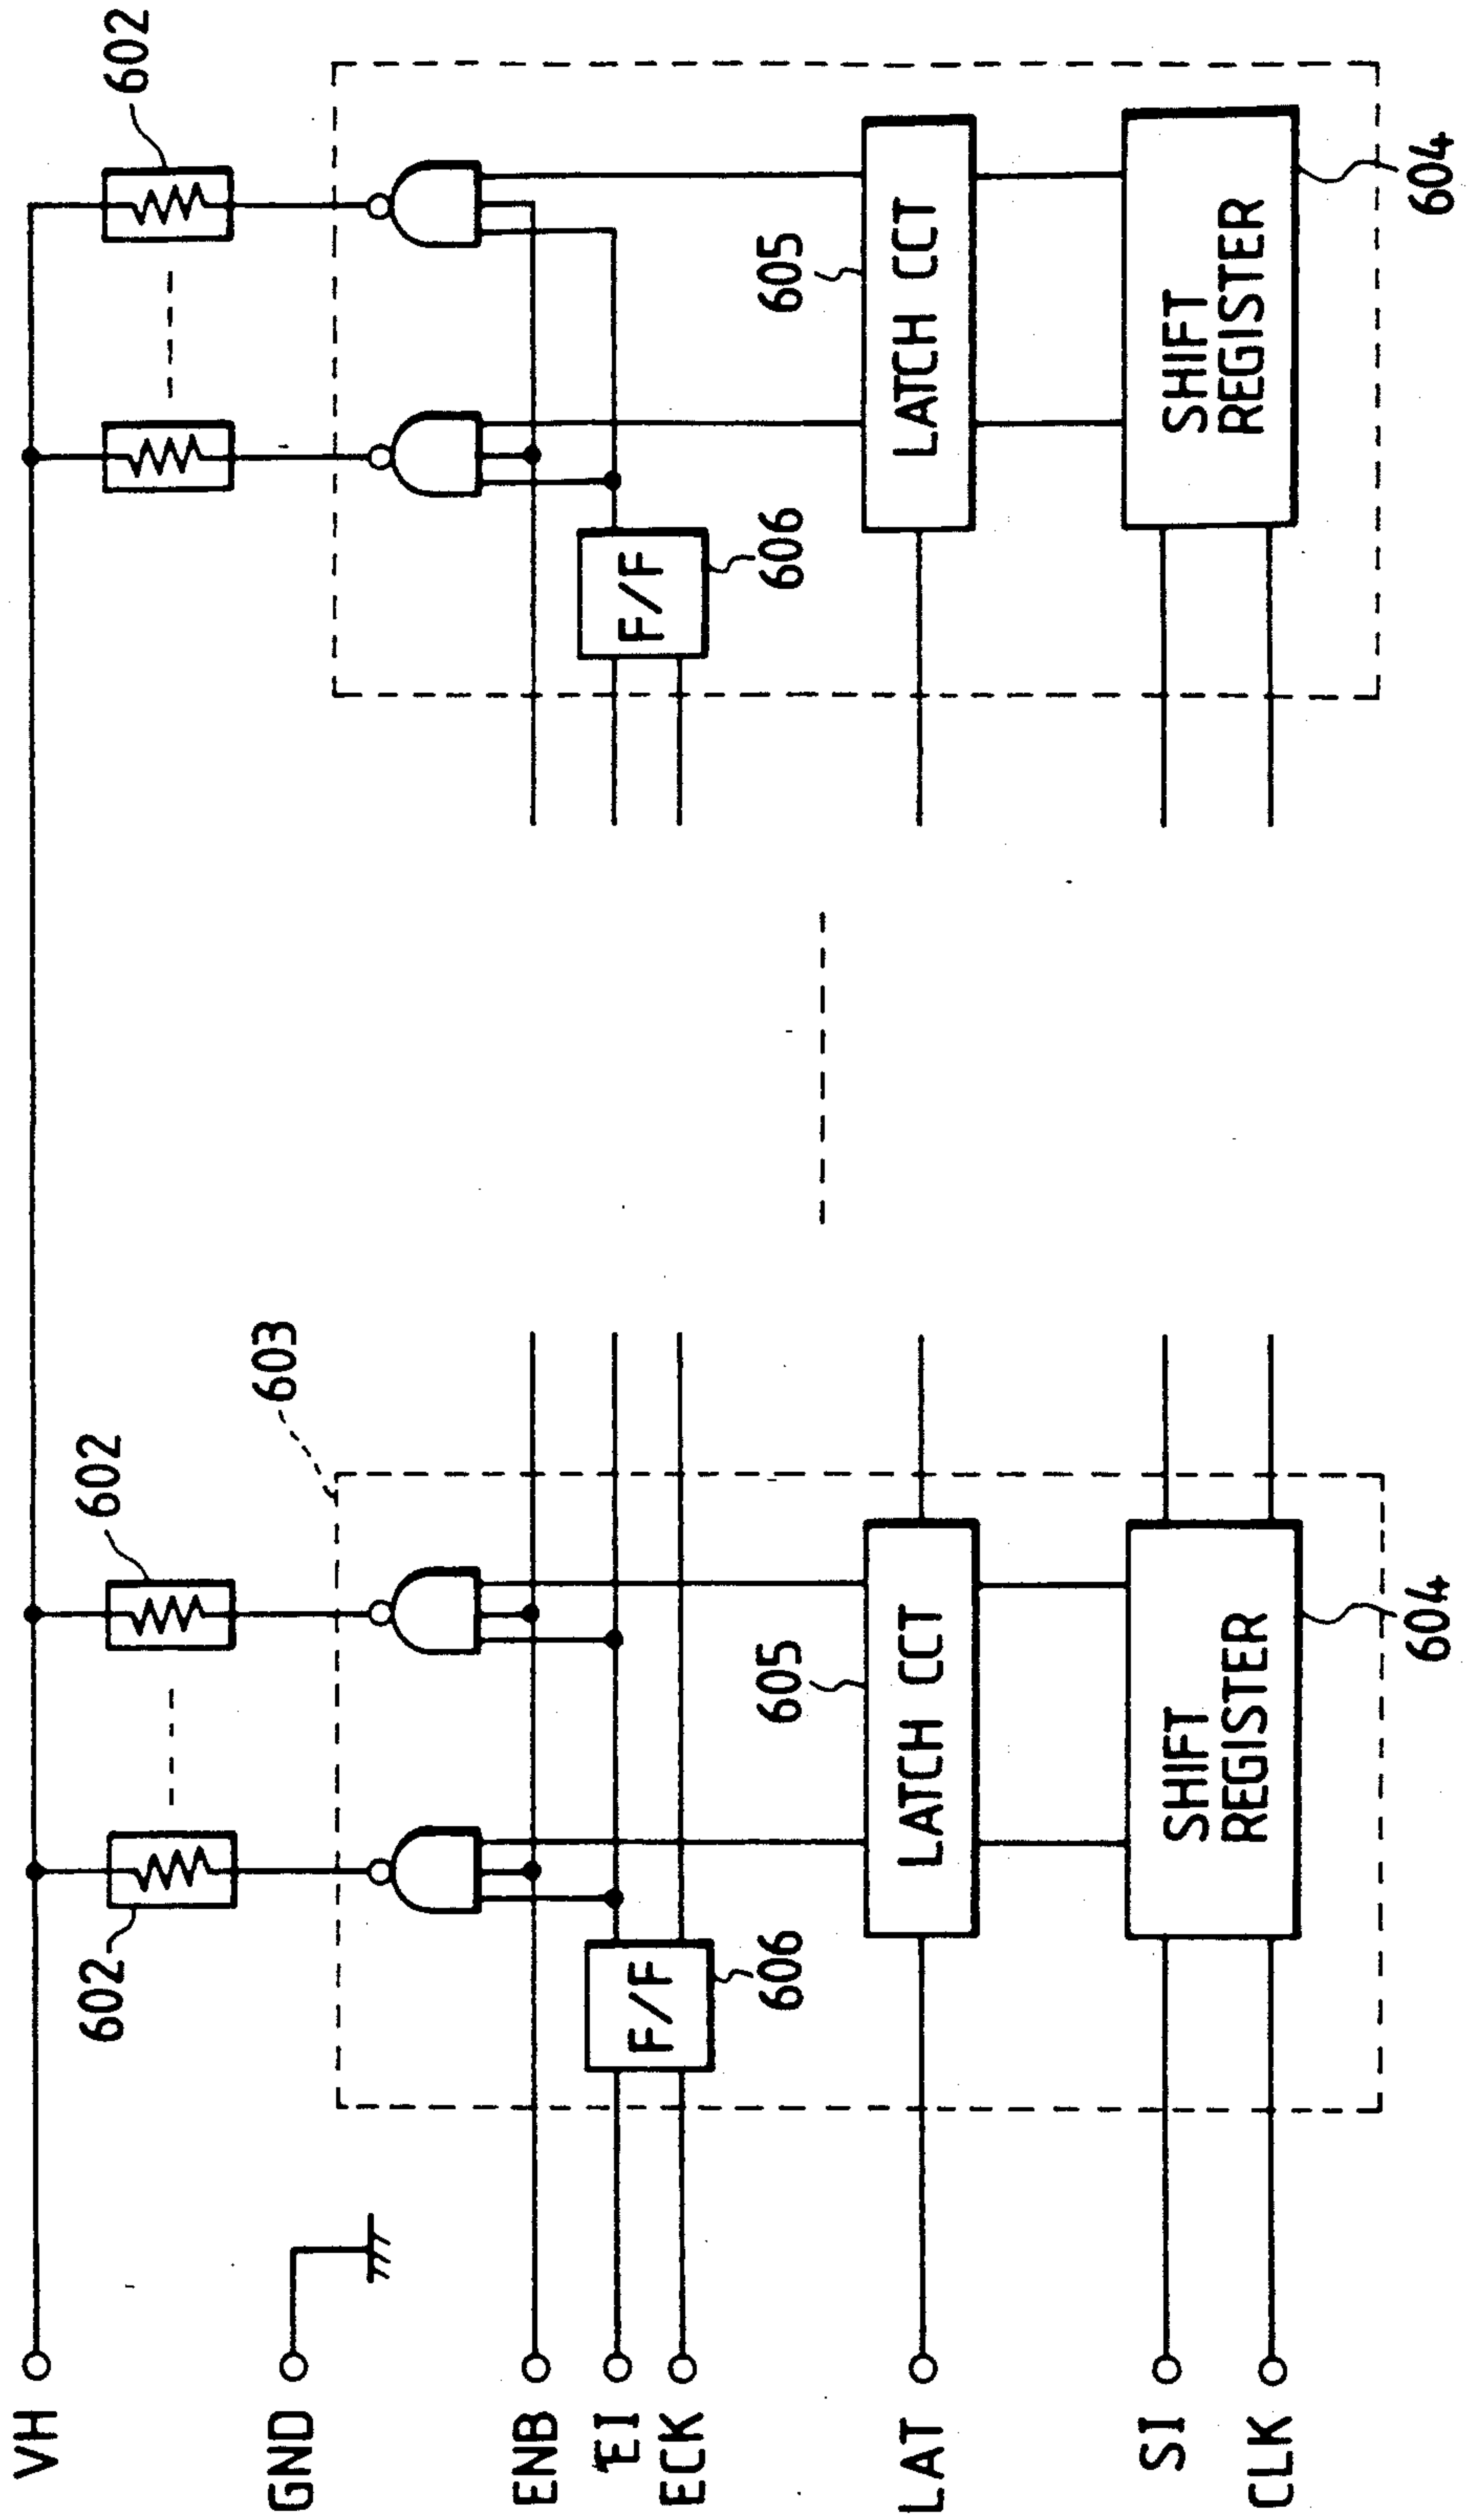 VH
GND
ENB
EI
ECK
LAT
SI
CLK
602
602
603
F/F
606
605
LATCH CCT
SHIFT
REGISTER
604
602
F/F
606
605
LATCH CCT
SHIFT
REGISTER
604